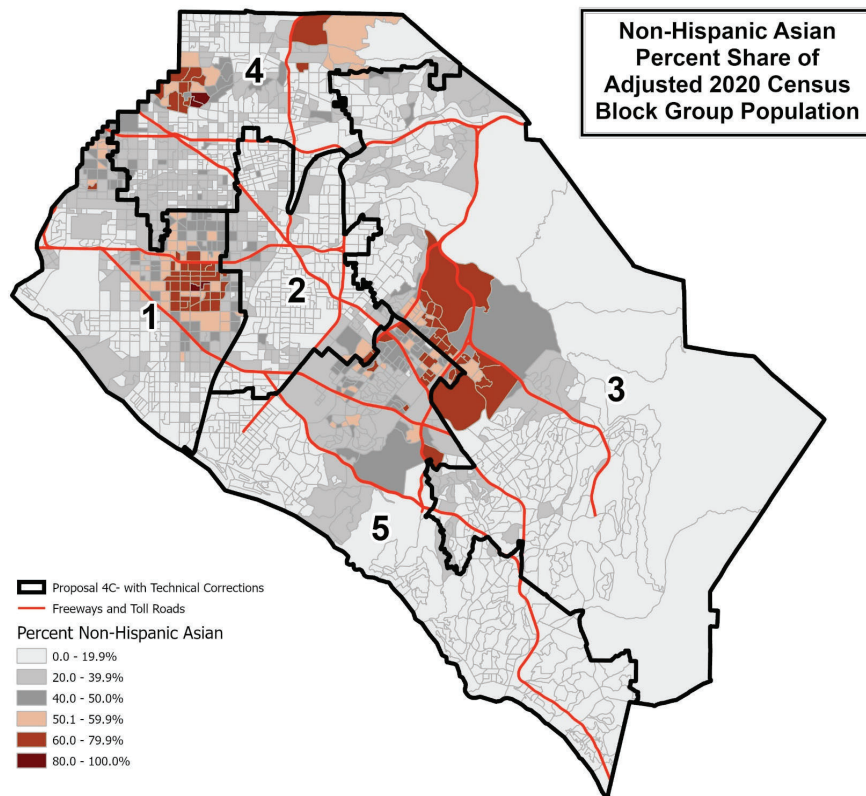 Non-Hispanic Asian
Percent Share of
Adjusted 2020 Census
Block Group Population
4
2
1
3
5
Proposal 4C- with Technical Corrections
Freeways and Toll Roads
Percent Non-Hispanic Asian
0.0 - 19.9%
20.0 - 39.9%
40.0 - 50.0%
50.1 - 59.9%
60.0 - 79.9%
80.0 - 100.0%